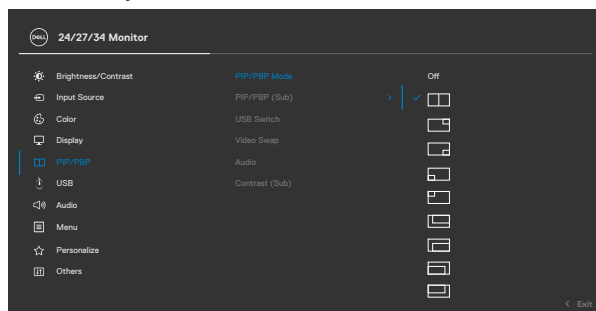 DELL 24/27/34 Monitor
Brightness/Contrast PIP/PBP Mode Off
Input Source PIP/PBP (Sub)
Color USB Switch
Display Video Swap
PIP/PBP Audio
USB Contrast (Sub)
Audio
Menu
Personalize
Others
Exit